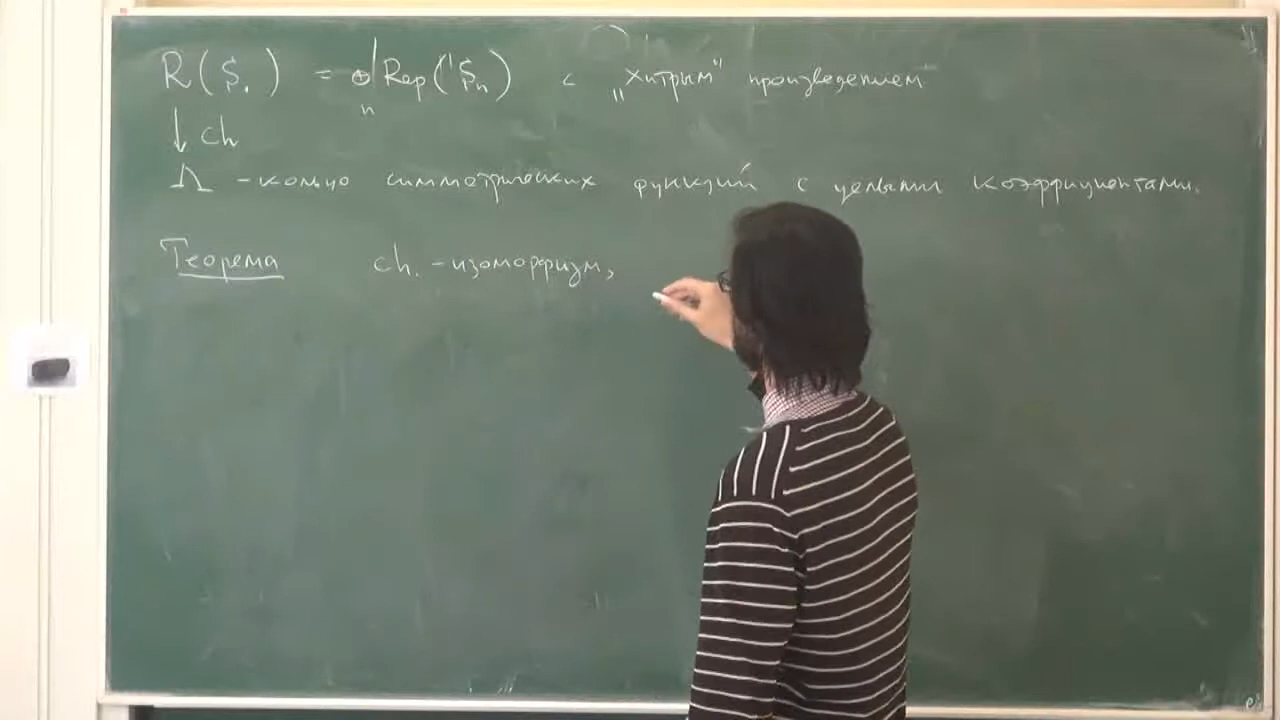 R(S.) = ⊕ Rep(S_n) с „хитрым" произведением
n
↓ ch
Λ - кольцо симметрических функций с целыми коэффициентами.
Теорема ch. - изоморфизм,